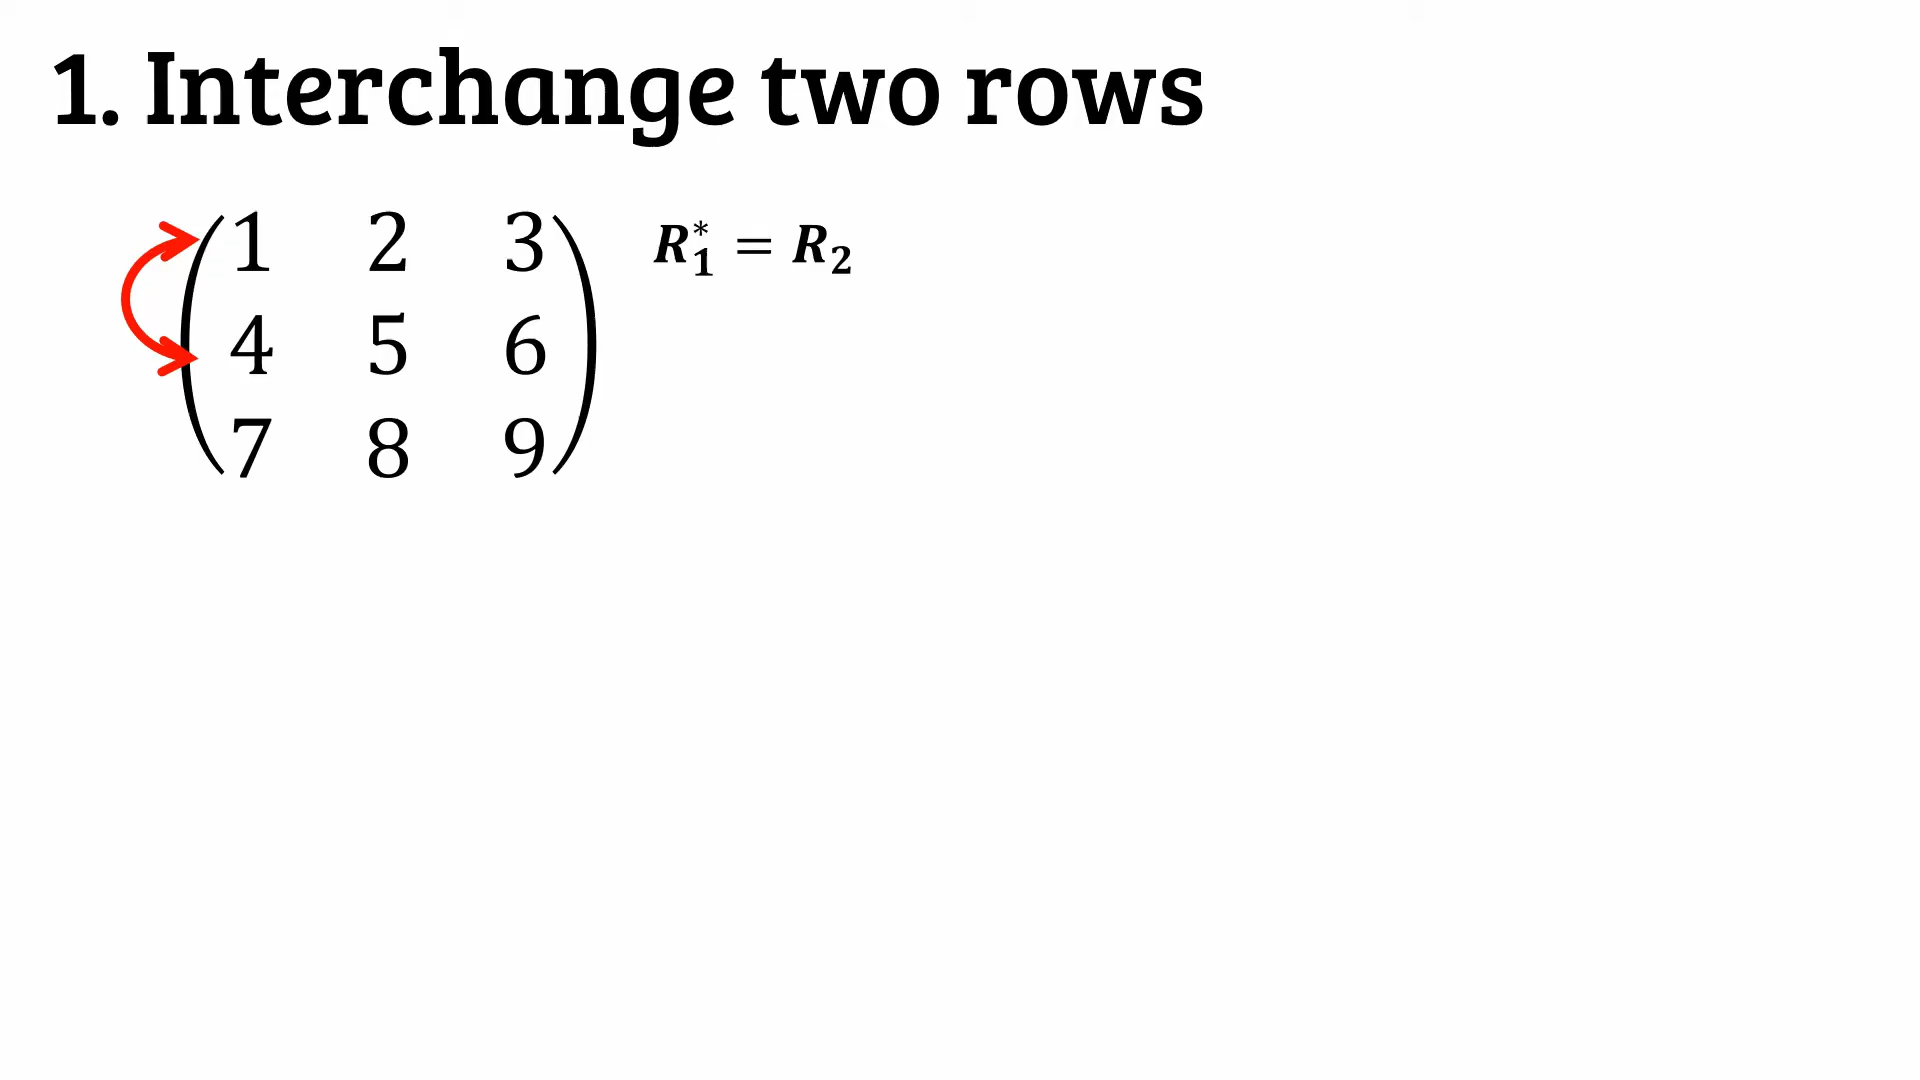 1. Interchange two rows
1 2 3 R₁* = R₂
4 5 6
7 8 9